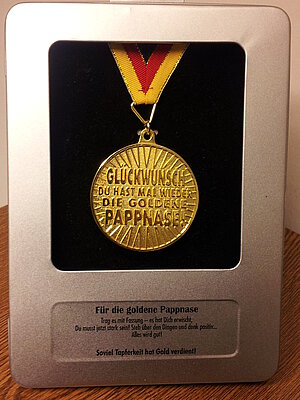 GLÜCKWUNSCH
DU HAST MAL WIEDER
DIE GOLDENE
PAPPNASE
Für die goldene Pappnase
Trag es mit Fassung – es hat Dich erwischt.
Du musst jetzt stark sein! Steh über den Dingen und denk positiv...
Alles wird gut!
Soviel Tapferkeit hat Gold verdient!